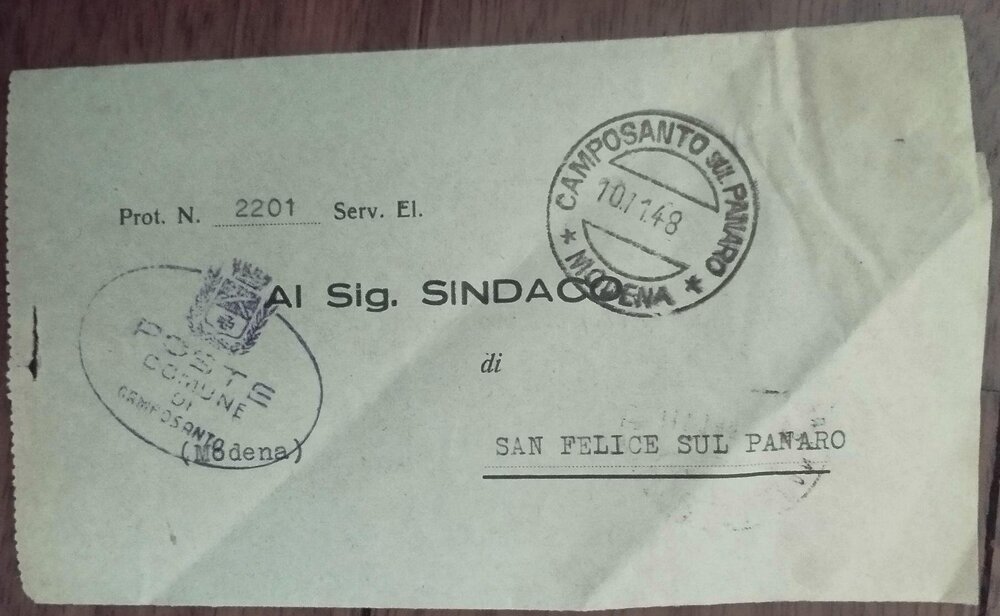 Prot. N. 2201 Serv. El.
CAMPOSANTO SUL PANARO
10.11.48
* MODENA *
Al Sig. SINDACO
di
SAN FELICE SUL PANARO
POSTE
COMUNE
DI
CAMPOSANTO
(Modena)